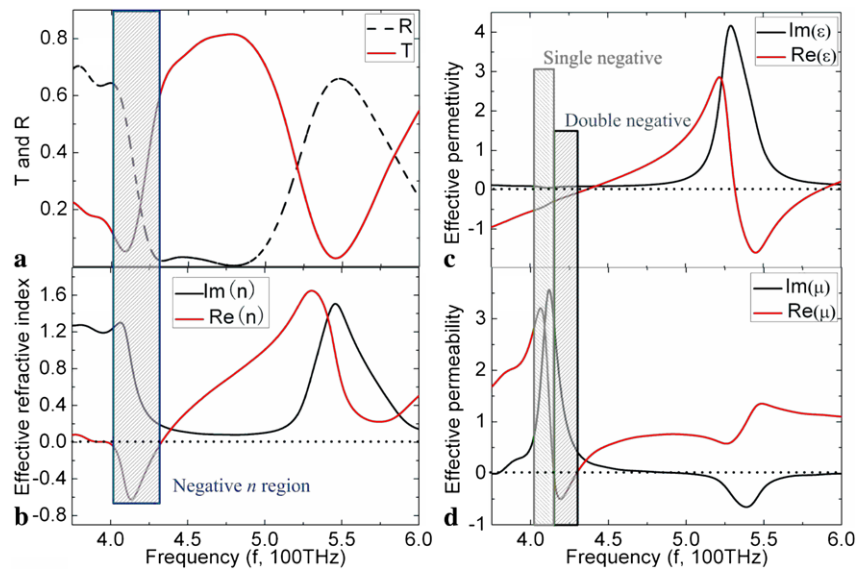 0.8
0.6
0.4
0.2
T and R
R
T
a
1.6
1.2
0.8
0.4
0.0
-0.4
-0.8
Effective refractive index
Im(n)
Re(n)
Negative n region
b
4.0 4.5 5.0 5.5 6.0
Frequency (f, 100THz)
4
3
2
1
0
-1
Effective permettivity
Im(ε)
Re(ε)
Single negative
Double negative
c
3
2
1
0
-1
Effective permeability
Im(μ)
Re(μ)
d
4.0 4.5 5.0 5.5 6.0
Frequency (f, 100THz)